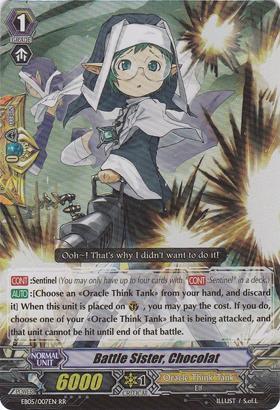 1
GRADE
Ooh~! That's why I didn't want to do it!
CONT:Sentinel (You may only have up to four cards with "CONT:Sentinel" in a deck.)
AUTO:[Choose an «Oracle Think Tank» from your hand, and discard
it] When this unit is placed on , you may pay the cost. If you do,
choose one of your «Oracle Think Tank» that is being attacked, and
that unit cannot be hit until end of that battle.
NORMAL
UNIT
Battle Sister, Chocolat
POWER
6000
1
Oracle Think Tank
Elf
EB05/007EN RR
ILLUST / S.o.L